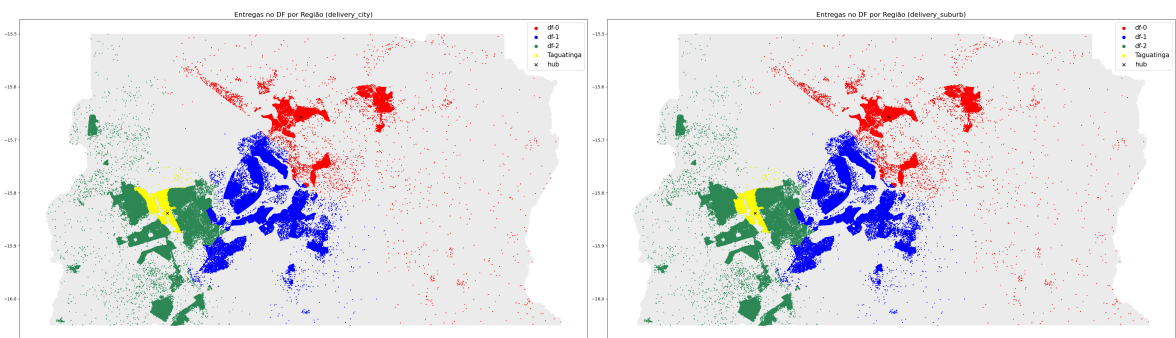 Entregas no DF por Região (delivery_city)
df-0
df-1
df-2
Taguatinga
hub
−15.5
−15.6
−15.7
−15.8
−15.9
−16.0
Entregas no DF por Região (delivery_suburb)
df-0
df-1
df-2
Taguatinga
hub
−15.5
−15.6
−15.7
−15.8
−15.9
−16.0